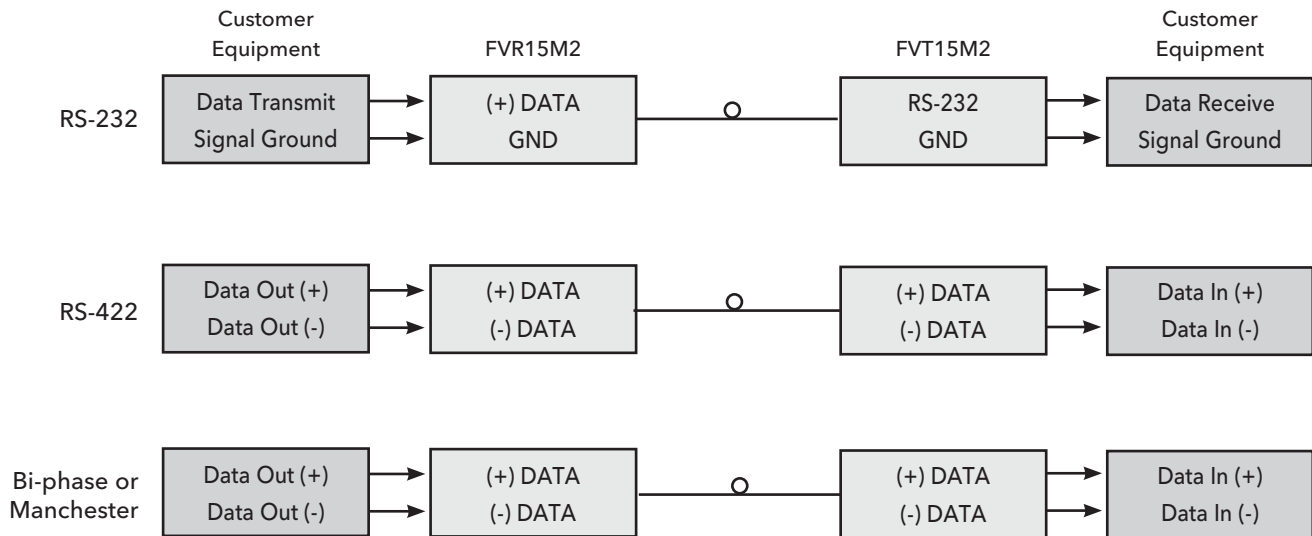 Customer
Equipment
FVR15M2
FVT15M2
Customer
Equipment
RS-232
Data Transmit
Signal Ground
(+) DATA
GND
RS-232
GND
Data Receive
Signal Ground
RS-422
Data Out (+)
Data Out (-)
(+) DATA
(-) DATA
(+) DATA
(-) DATA
Data In (+)
Data In (-)
Bi-phase or
Manchester
Data Out (+)
Data Out (-)
(+) DATA
(-) DATA
(+) DATA
(-) DATA
Data In (+)
Data In (-)